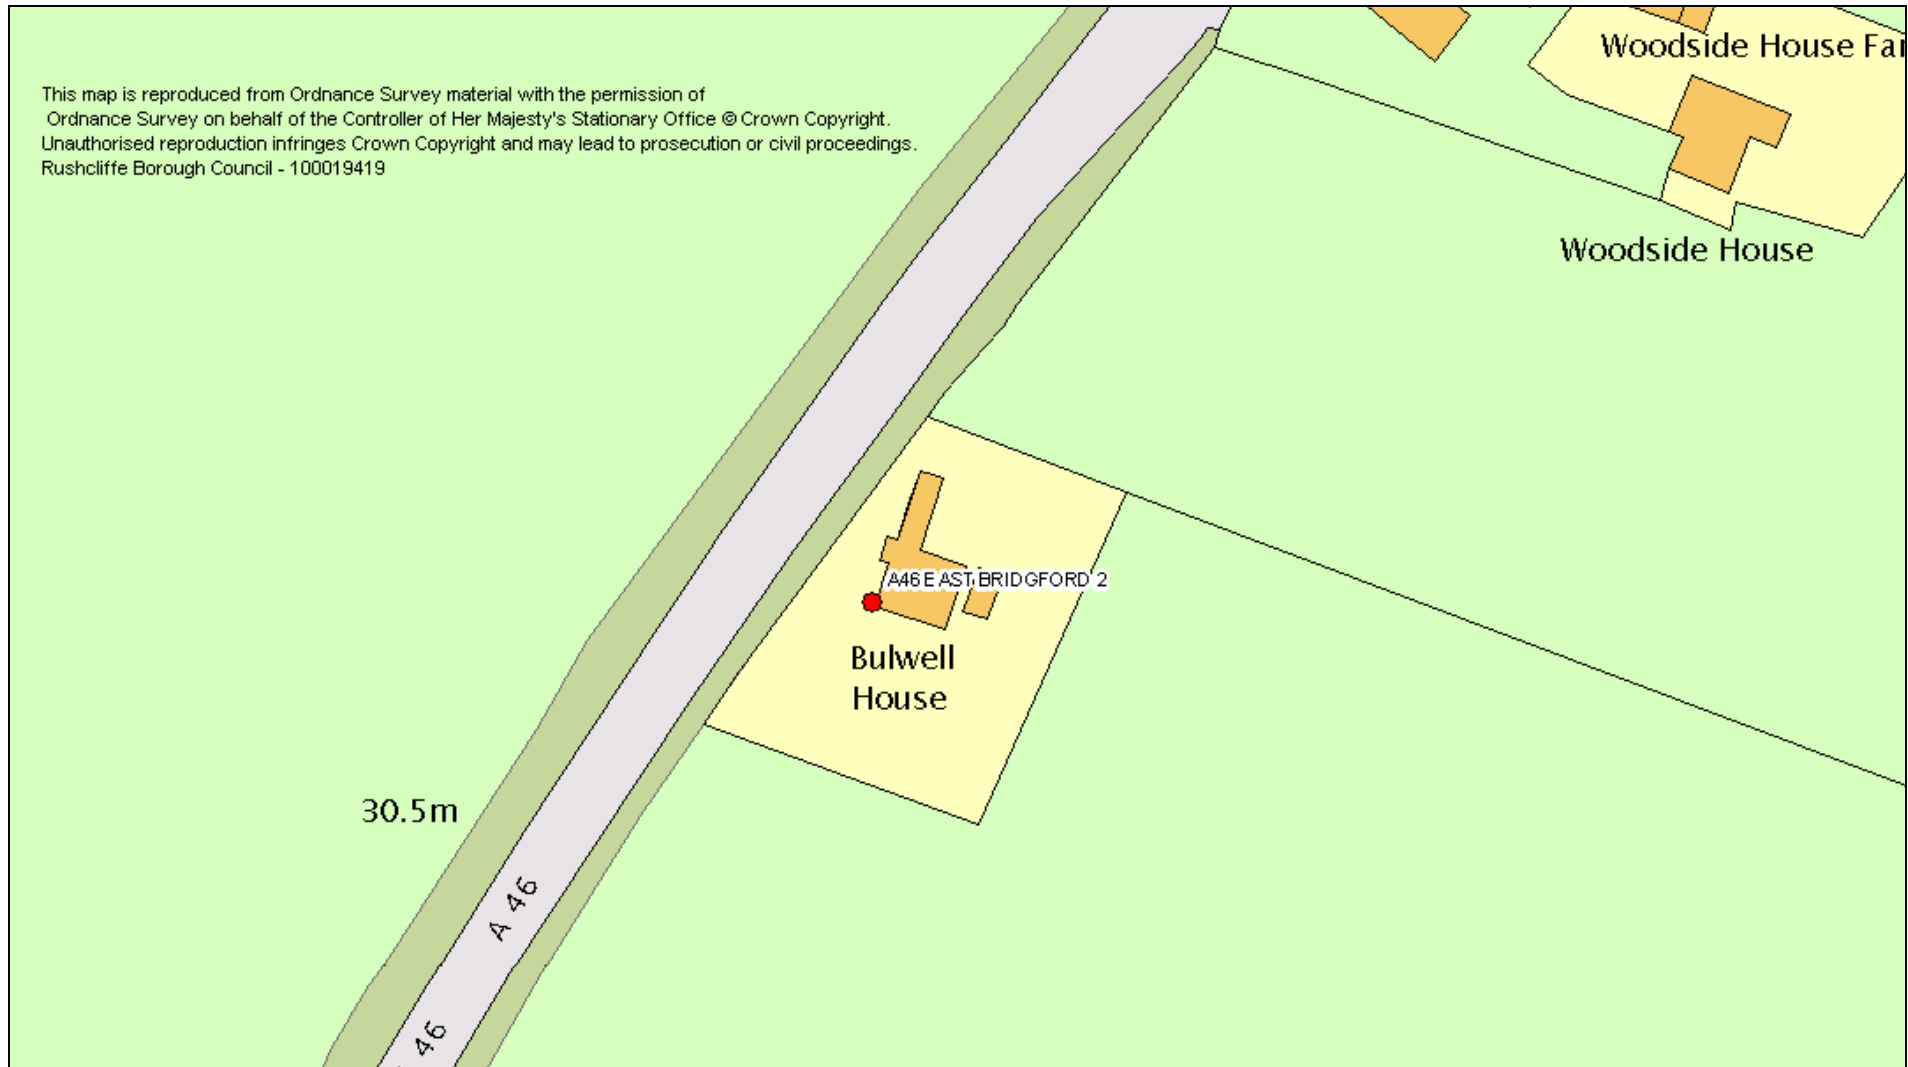 Woodside House Far
This map is reproduced from Ordnance Survey material with the permission of
Ordnance Survey on behalf of the Controller of Her Majesty's Stationary Office © Crown Copyright.
Unauthorised reproduction infringes Crown Copyright and may lead to prosecution or civil proceedings.
Rushcliffe Borough Council - 100019419
Woodside House
A46 EAST BRIDGFORD 2
Bulwell
House
30.5m
A 46
46